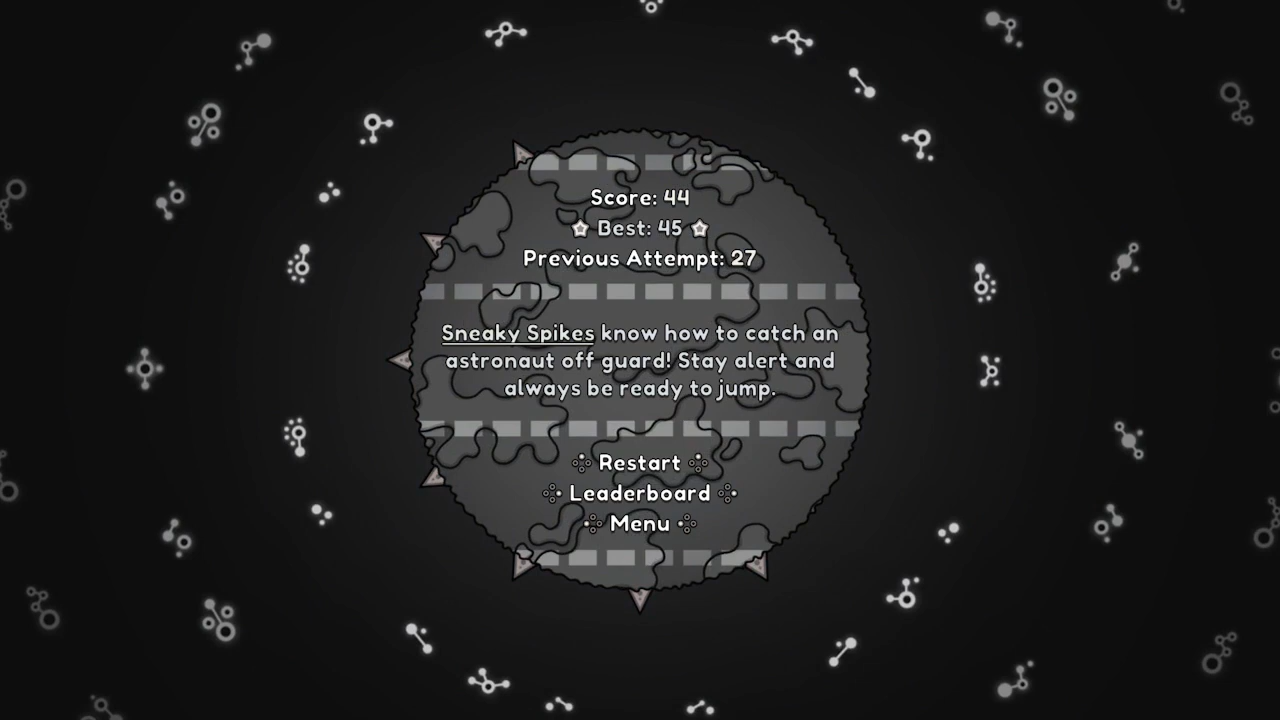 Score: 44
Best: 45
Previous Attempt: 27
Sneaky Spikes know how to catch an
astronaut off guard! Stay alert and
always be ready to jump.
Restart
Leaderboard
Menu